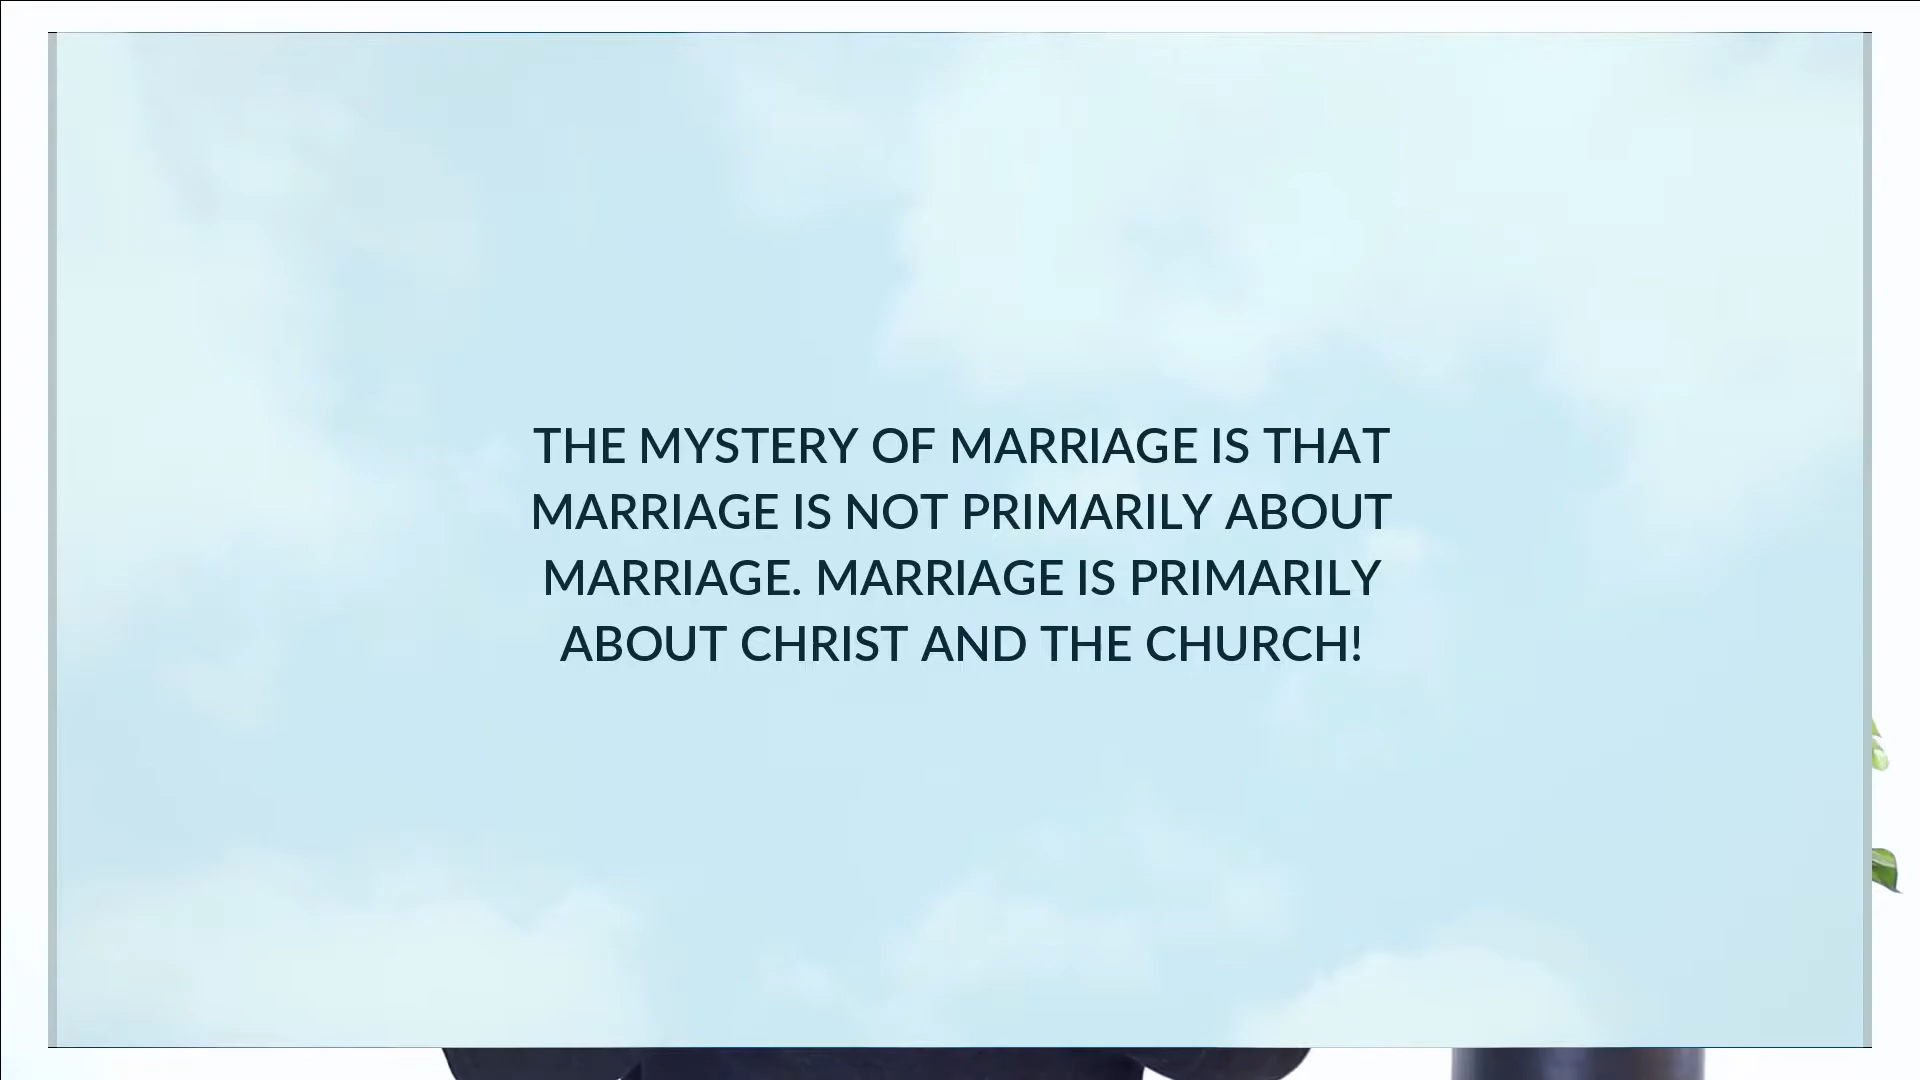 THE MYSTERY OF MARRIAGE IS THAT
MARRIAGE IS NOT PRIMARILY ABOUT
MARRIAGE. MARRIAGE IS PRIMARILY
ABOUT CHRIST AND THE CHURCH!